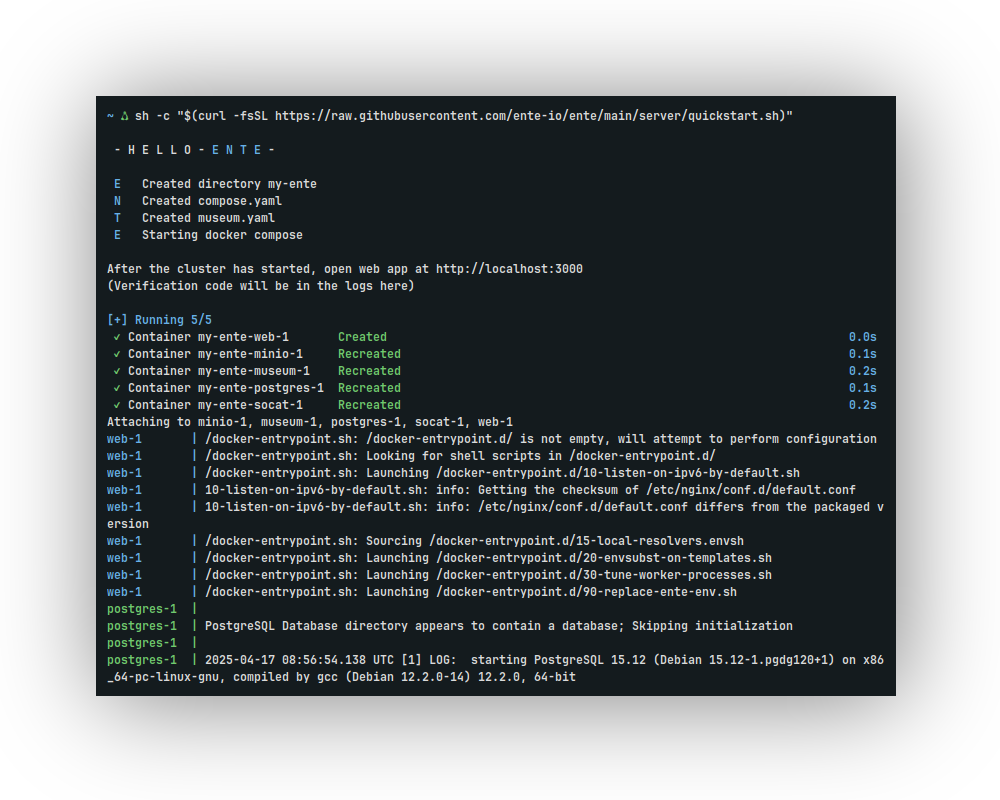 ~ sh -c "$(curl -fsSL https://raw.githubusercontent.com/ente-io/ente/main/server/quickstart.sh)"
- H E L L O - E N T E -
E   Created directory my-ente
N   Created compose.yaml
T   Created museum.yaml
E   Starting docker compose
After the cluster has started, open web app at http://localhost:3000
(Verification code will be in the logs here)
[+] Running 5/5
✓ Container my-ente-web-1       Created       0.0s
✓ Container my-ente-minio-1     Recreated     0.1s
✓ Container my-ente-museum-1    Recreated     0.2s
✓ Container my-ente-postgres-1  Recreated     0.1s
✓ Container my-ente-socat-1     Recreated     0.2s
Attaching to minio-1, museum-1, postgres-1, socat-1, web-1
web-1       | /docker-entrypoint.sh: /docker-entrypoint.d/ is not empty, will attempt to perform configuration
web-1       | /docker-entrypoint.sh: Looking for shell scripts in /docker-entrypoint.d/
web-1       | /docker-entrypoint.sh: Launching /docker-entrypoint.d/10-listen-on-ipv6-by-default.sh
web-1       | 10-listen-on-ipv6-by-default.sh: info: Getting the checksum of /etc/nginx/conf.d/default.conf
web-1       | 10-listen-on-ipv6-by-default.sh: info: /etc/nginx/conf.d/default.conf differs from the packaged v
ersion
web-1       | /docker-entrypoint.sh: Sourcing /docker-entrypoint.d/15-local-resolvers.envsh
web-1       | /docker-entrypoint.sh: Launching /docker-entrypoint.d/20-envsubst-on-templates.sh
web-1       | /docker-entrypoint.sh: Launching /docker-entrypoint.d/30-tune-worker-processes.sh
web-1       | /docker-entrypoint.sh: Launching /docker-entrypoint.d/90-replace-ente-env.sh
postgres-1  |
postgres-1  | PostgreSQL Database directory appears to contain a database; Skipping initialization
postgres-1  |
postgres-1  | 2025-04-17 08:56:54.138 UTC [1] LOG:  starting PostgreSQL 15.12 (Debian 15.12-1.pgdg120+1) on x86
_64-pc-linux-gnu, compiled by gcc (Debian 12.2.0-14) 12.2.0, 64-bit